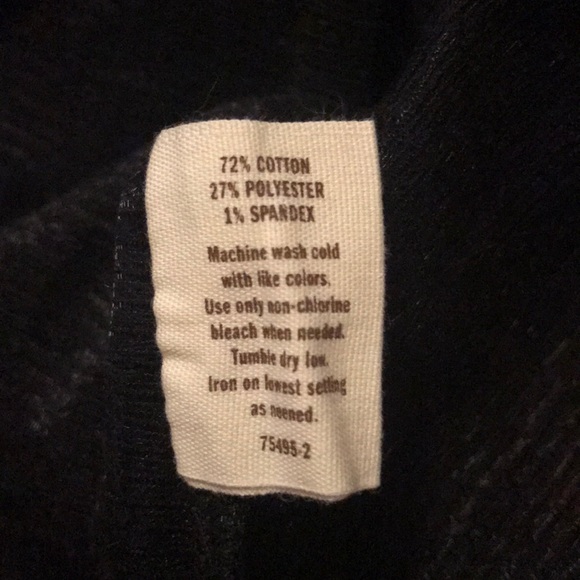 72% COTTON
27% POLYESTER
1% SPANDEX
Machine wash cold
with like colors.
Use only non-chlorine
bleach when needed.
Tumble dry low.
Iron on lowest setting
as neened.
75495-2